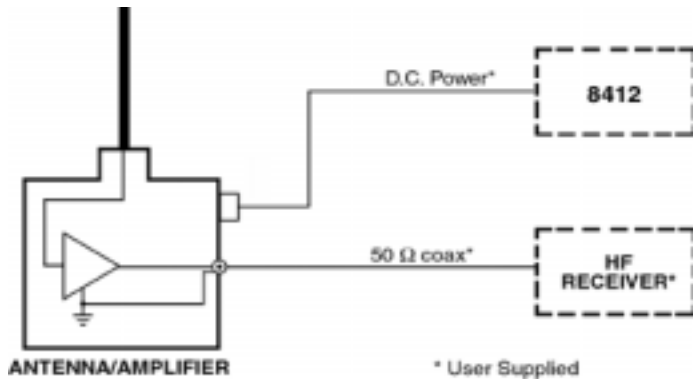 D.C. Power*
8412
50 Ω coax*
HF
RECEIVER*
ANTENNA/AMPLIFIER
* User Supplied